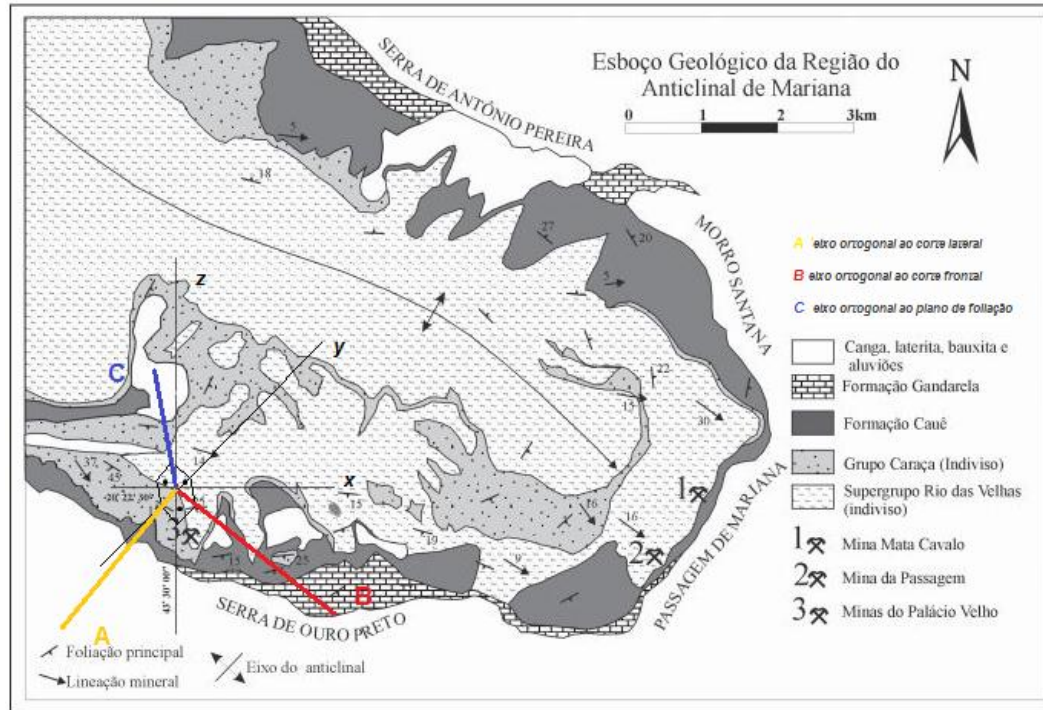 Esboço Geológico da Região do
Anticlinal de Mariana
0 1 2 3km
N
SERRA DE ANTÓNIO PEREIRA
MORRO SANTANA
PASSAGEM DE MARIANA
SERRA DE OURO PRETO
5
18
27
20
5
22
15
30
16
16
9
19
15
25
15
14
37
45
z
y
x
C
A
B
1
2
3
43° 30' 00"
A eixo ortogonal ao corte lateral
B eixo ortogonal ao corte frontal
C eixo ortogonal ao plano de foliação
Canga, laterita, bauxita e
aluviões
Formação Gandarela
Formação Cauê
Grupo Caraça (Indiviso)
Supergrupo Rio das Velhas
(indiviso)
1 Mina Mata Cavalo
2 Mina da Passagem
3 Minas do Palácio Velho
Foliação principal
Lineação mineral
Eixo do anticlinal